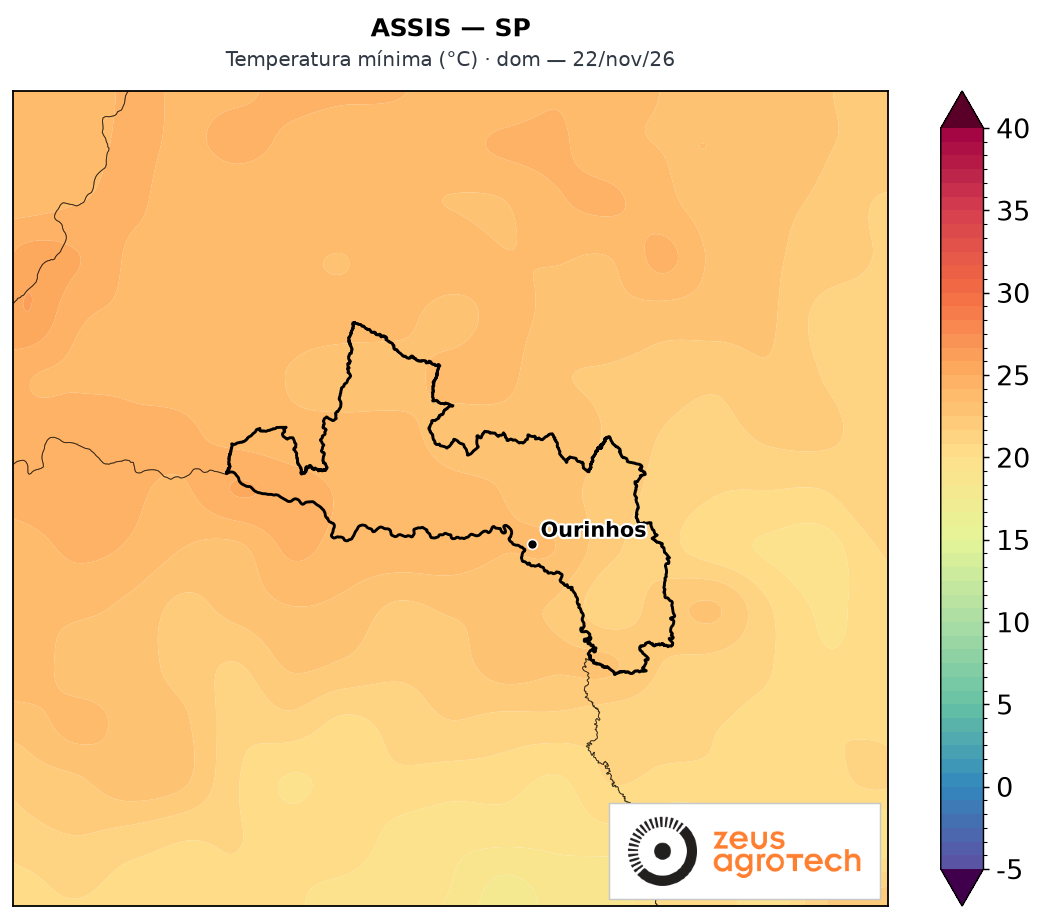 ASSIS — SP
Temperatura mínima (°C) · dom — 22/nov/26
40
35
30
25
20
15
10
5
0
-5
Ourinhos
zeus
agrotech